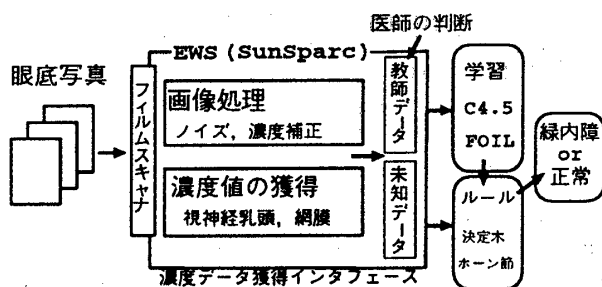 医師の判断
EWS (SunSparc)
眼底写真
フィルムスキャナ
画像処理
ノイズ, 濃度補正
濃度値の獲得
視神経乳頭, 網膜
教師データ
未知データ
学習
C4.5
FOIL
ルール
決定木
ホーン節
緑内障
or
正常
濃度データ獲得インタフェース